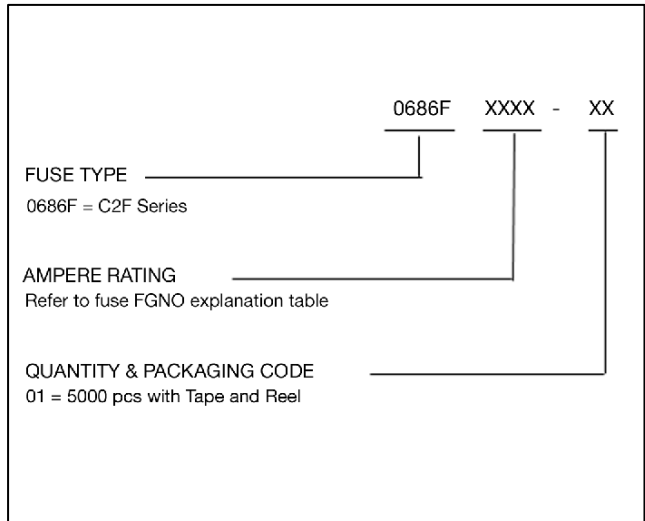 0686F XXXX - XX
FUSE TYPE
0686F = C2F Series
AMPERE RATING
Refer to fuse FGNO explanation table
QUANTITY & PACKAGING CODE
01 = 5000 pcs with Tape and Reel